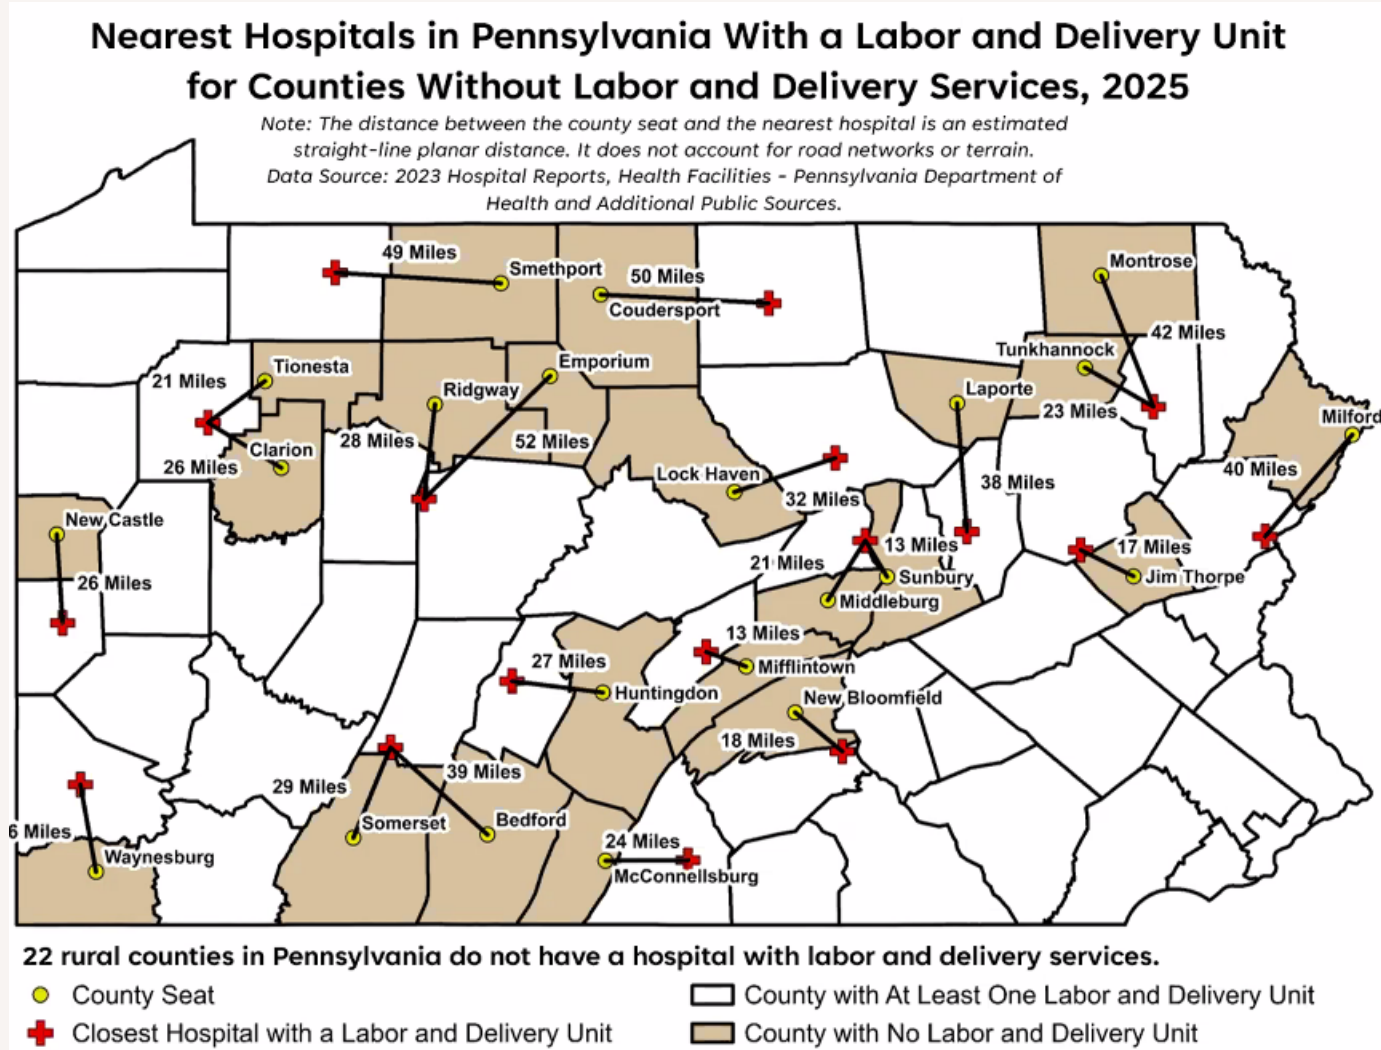 Nearest Hospitals in Pennsylvania With a Labor and Delivery Unit
for Counties Without Labor and Delivery Services, 2025
Note: The distance between the county seat and the nearest hospital is an estimated
straight-line planar distance. It does not account for road networks or terrain.
Data Source: 2023 Hospital Reports, Health Facilities - Pennsylvania Department of
Health and Additional Public Sources.
49 Miles
Smethport
50 Miles
Coudersport
Montrose
42 Miles
Tunkhannock
23 Miles
Tionesta
21 Miles
Emporium
Ridgway
Laporte
Milford
28 Miles
52 Miles
Clarion
26 Miles
Lock Haven
32 Miles
38 Miles
40 Miles
New Castle
26 Miles
13 Miles
21 Miles
Sunbury
Middleburg
17 Miles
Jim Thorpe
13 Miles
Mifflintown
27 Miles
Huntingdon
New Bloomfield
18 Miles
39 Miles
29 Miles
Somerset
Bedford
6 Miles
Waynesburg
24 Miles
McConnellsburg
22 rural counties in Pennsylvania do not have a hospital with labor and delivery services.
County Seat
Closest Hospital with a Labor and Delivery Unit
County with At Least One Labor and Delivery Unit
County with No Labor and Delivery Unit